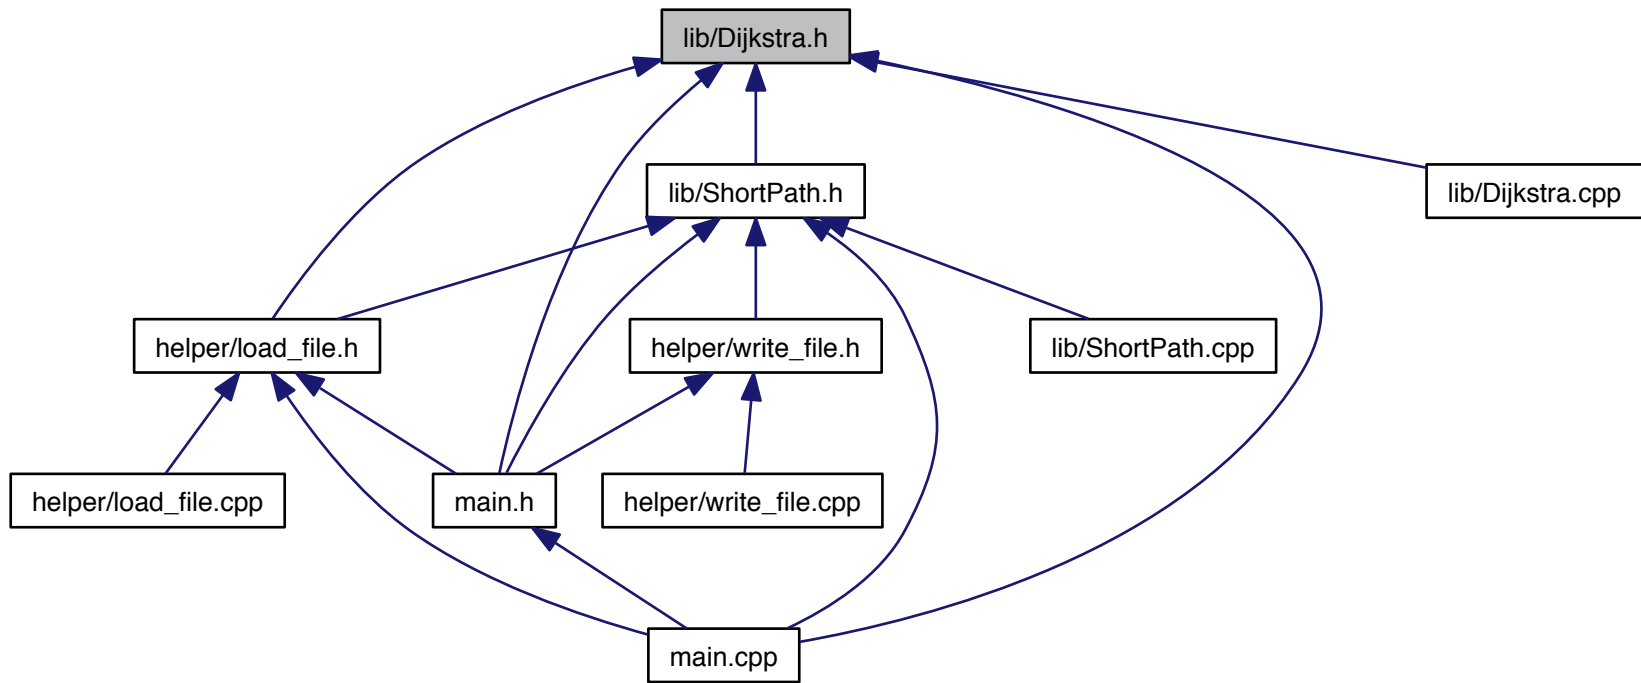 lib/Dijkstra.h
lib/ShortPath.h
lib/Dijkstra.cpp
helper/load_file.h
helper/write_file.h
lib/ShortPath.cpp
helper/load_file.cpp
main.h
helper/write_file.cpp
main.cpp